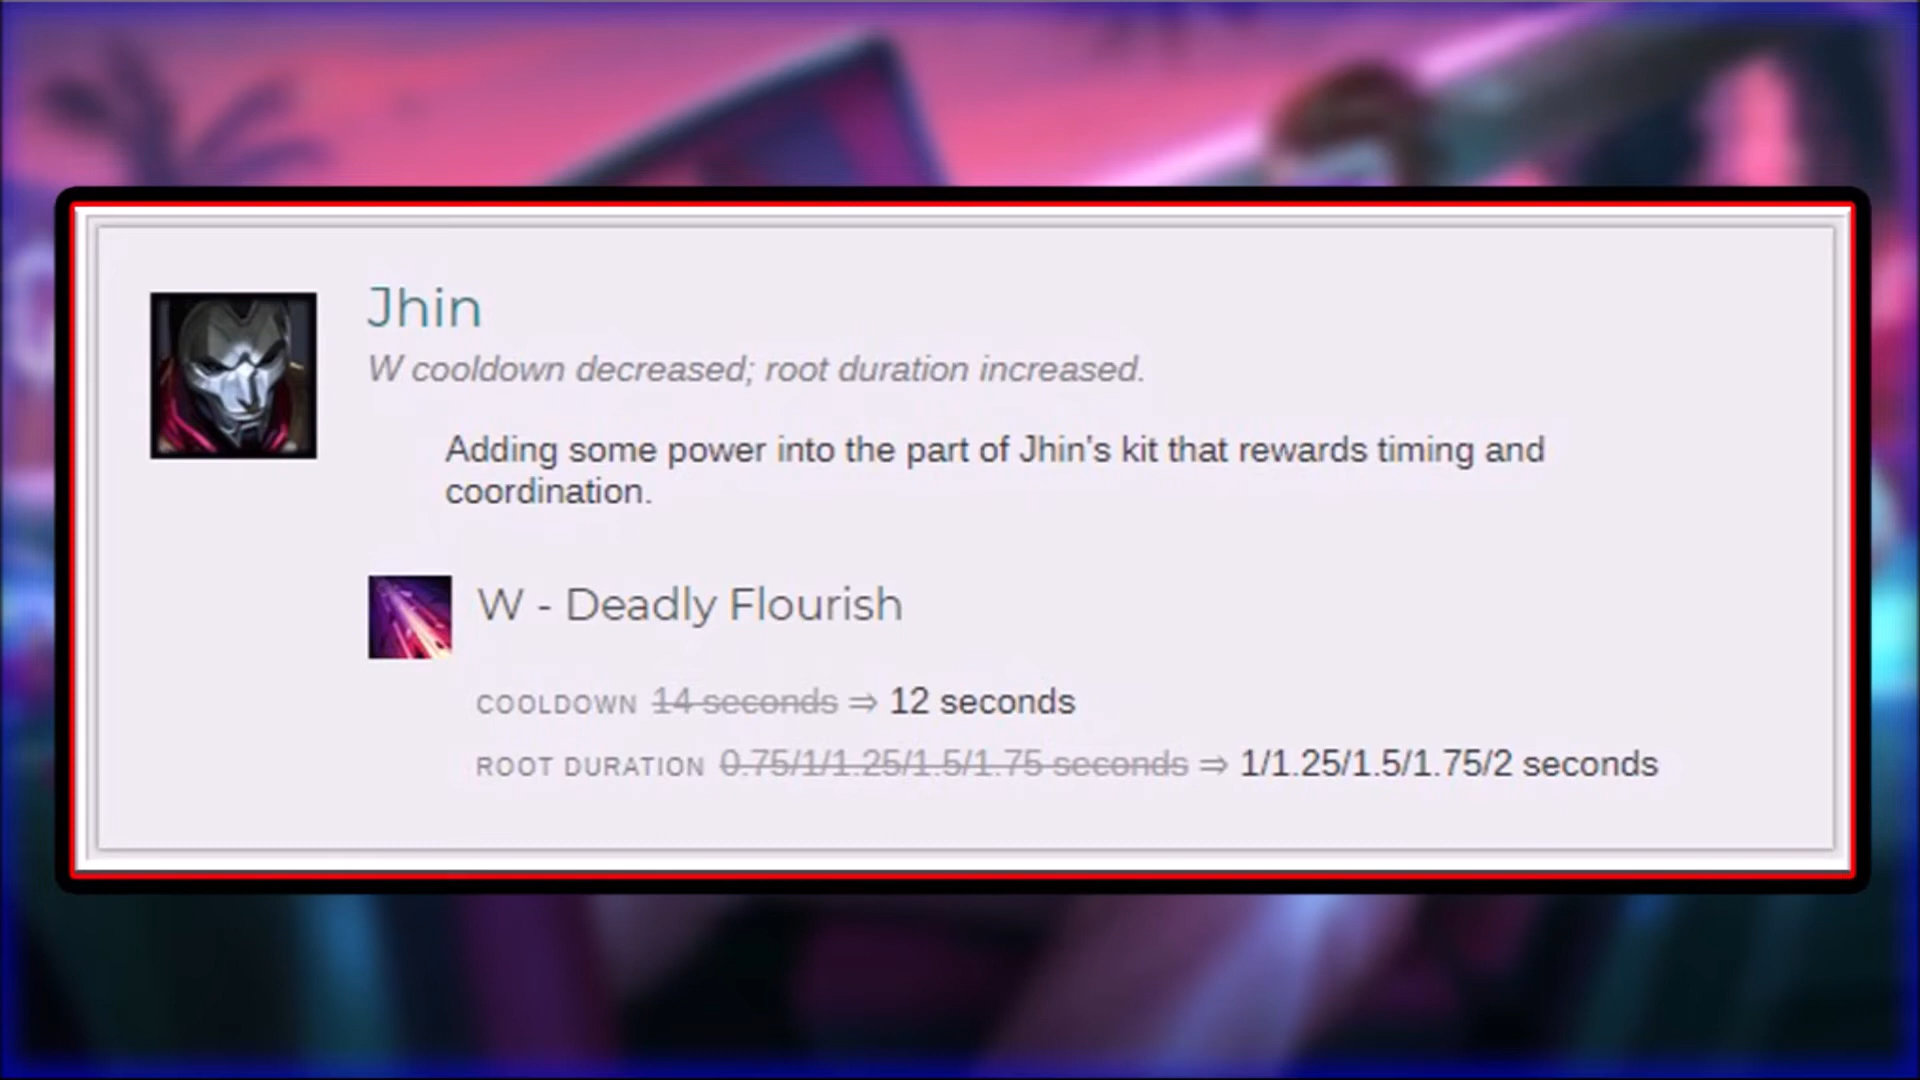 Jhin
W cooldown decreased; root duration increased.
Adding some power into the part of Jhin's kit that rewards timing and
coordination.
W - Deadly Flourish
COOLDOWN 14 seconds ⇒ 12 seconds
ROOT DURATION 0.75/1/1.25/1.5/1.75 seconds ⇒ 1/1.25/1.5/1.75/2 seconds